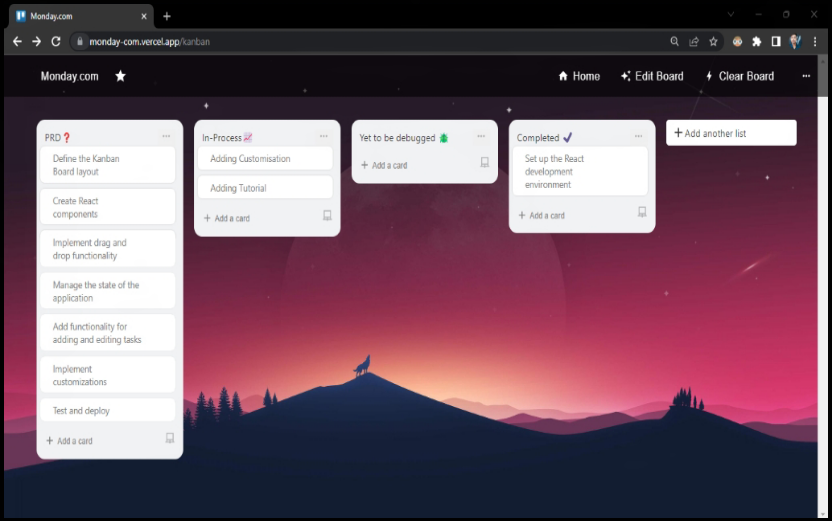 Monday.com
monday-com.vercel.app/kanban
Monday.com
Home
Edit Board
Clear Board
PRD❓
Define the Kanban
Board layout
Create React
components
Implement drag and
drop functionality
Manage the state of the
application
Add functionality for
adding and editing tasks
Implement
customizations
Test and deploy
+ Add a card
In-Process 📈
Adding Customisation
Adding Tutorial
+ Add a card
Yet to be debugged 🪲
+ Add a card
Completed ✔
Set up the React
development
environment
+ Add a card
+ Add another list